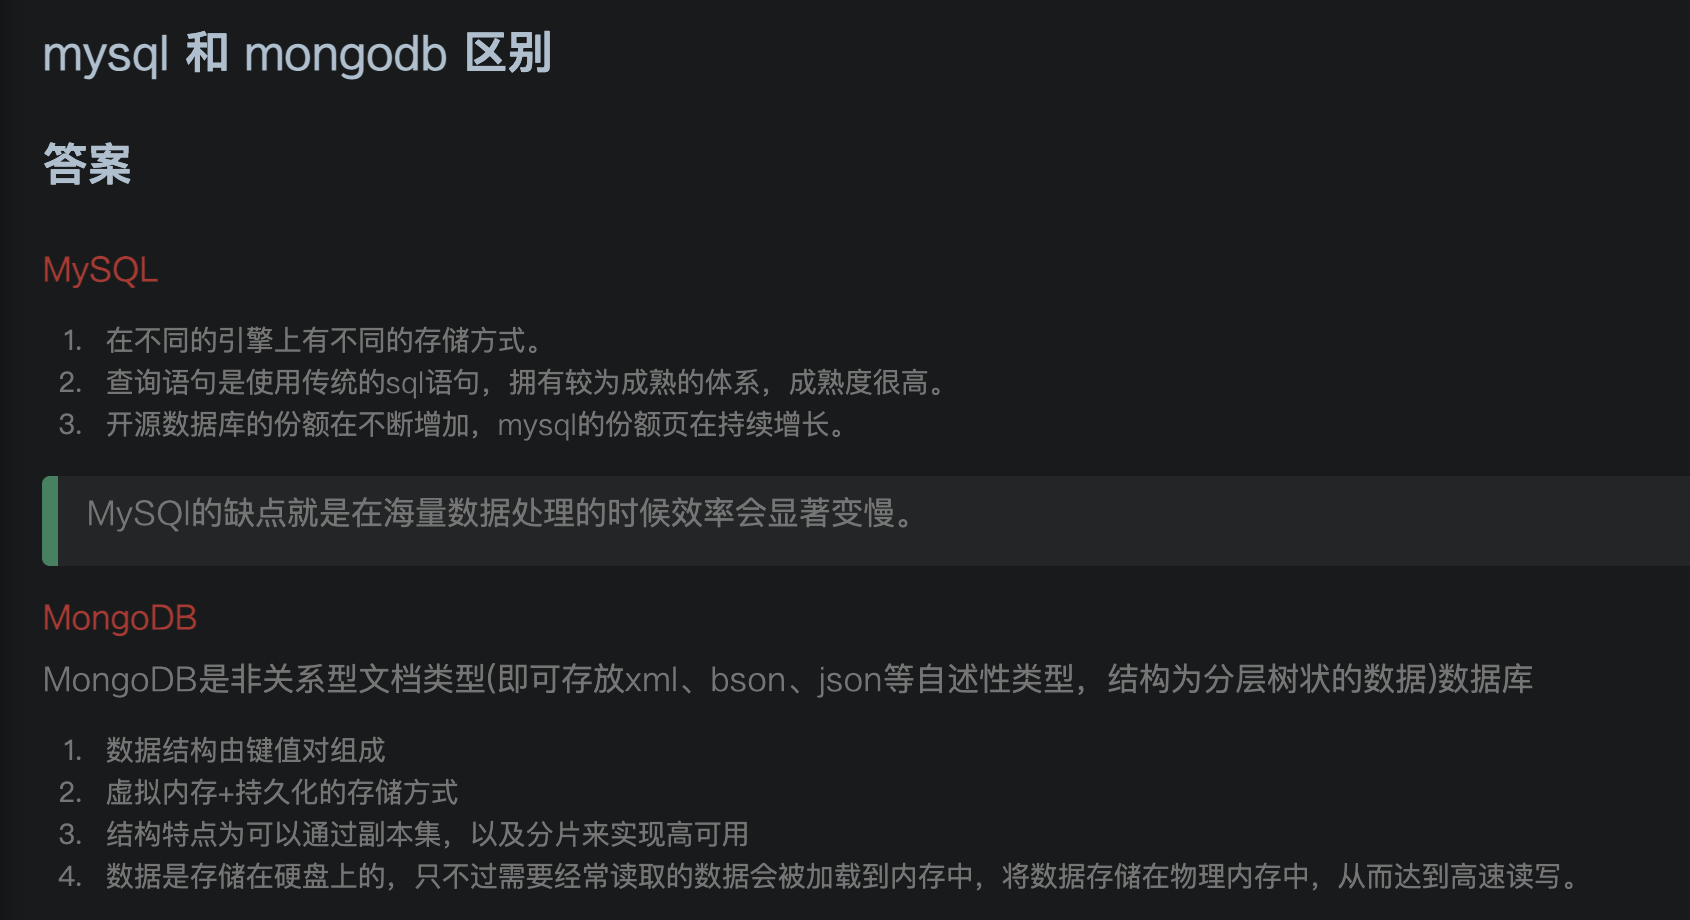 mysql 和 mongodb 区别
答案
MySQL
1. 在不同的引擎上有不同的存储方式。
2. 查询语句是使用传统的sql语句，拥有较为成熟的体系，成熟度很高。
3. 开源数据库的份额在不断增加，mysql的份额页在持续增长。
MySQl的缺点就是在海量数据处理的时候效率会显著变慢。
MongoDB
MongoDB是非关系型文档类型(即可存放xml、bson、json等自述性类型，结构为分层树状的数据)数据库
1. 数据结构由键值对组成
2. 虚拟内存+持久化的存储方式
3. 结构特点为可以通过副本集，以及分片来实现高可用
4. 数据是存储在硬盘上的，只不过需要经常读取的数据会被加载到内存中，将数据存储在物理内存中，从而达到高速读写。